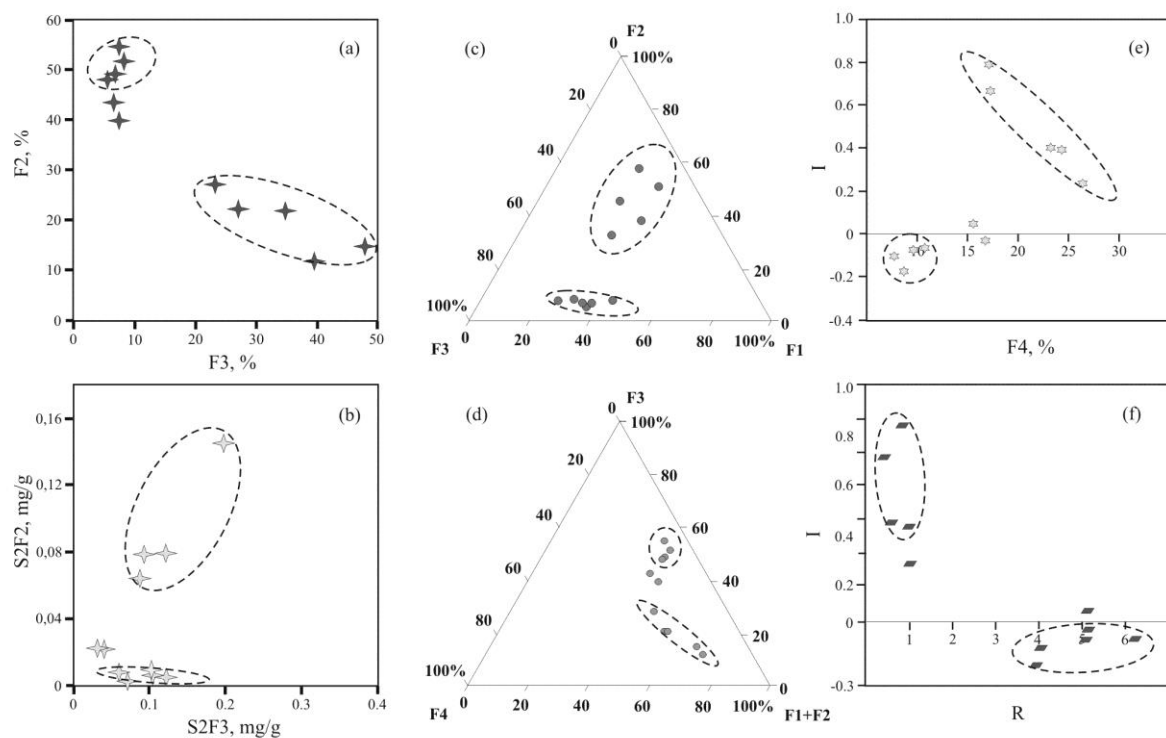 (a)
60
50
40
30
20
10
0
F2, %
0 10 20 30 40 50
F3, %
(c)
F2
0
100%
20
80
40
60
60
40
80
20
100%
0
0 20 40 60 80 100%
F3
F1
(e)
I
1.0
0.8
0.6
0.4
0.2
0
-0.2
-0.4
I
5 10 15 20 25 30
F4, %
(b)
0,16
0,08
0,04
0
S2F2, mg/g
0 0.1 0.2 0.3 0.4
S2F3, mg/g
(d)
F3
0
100%
20
80
40
60
60
40
80
20
100%
0
0 20 40 60 80 100%
F4
F1+F2
(f)
1.0
0.8
0.6
0.4
0.2
0
-0.3
I
1 2 3 4 5 6
R